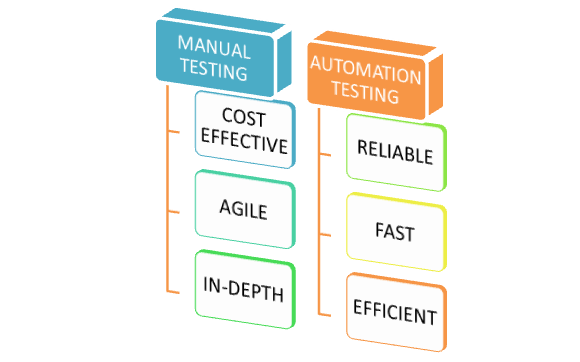 MANUAL
TESTING
COST
EFFECTIVE
AGILE
IN-DEPTH
AUTOMATION
TESTING
RELIABLE
FAST
EFFICIENT